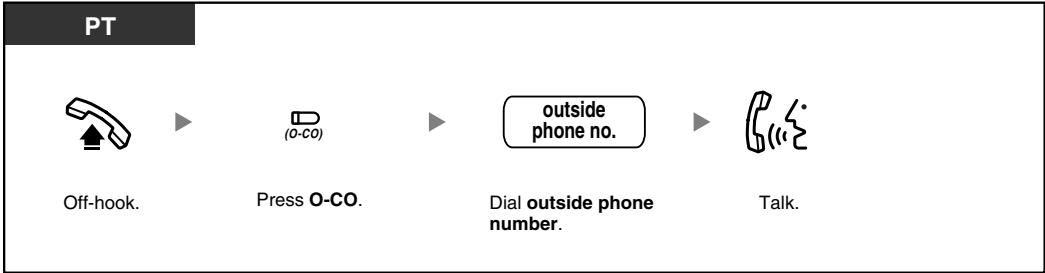 PT
(O-CO)
outside
phone no.
Off-hook.
Press O-CO.
Dial outside phone
number.
Talk.